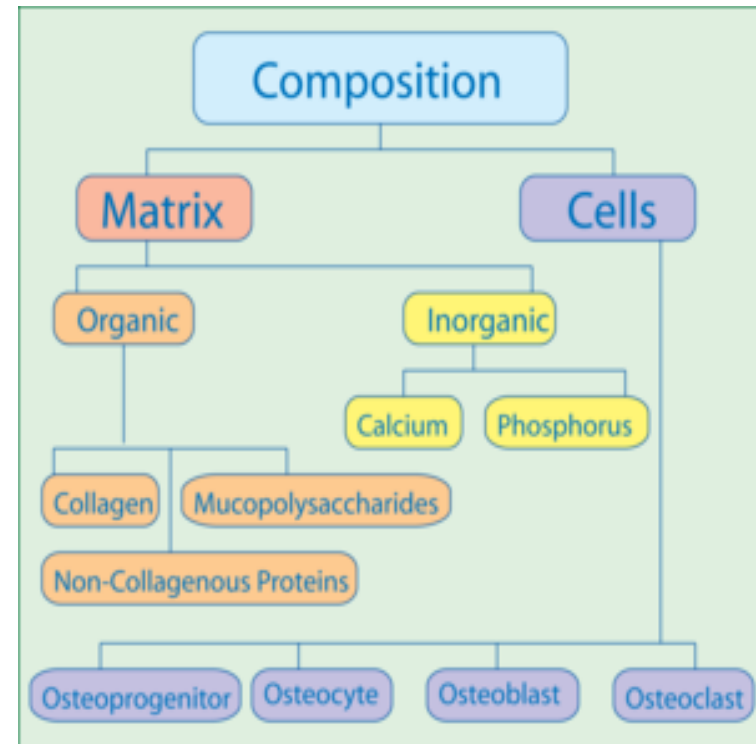 Composition
Matrix
Cells
Organic
Inorganic
Calcium
Phosphorus
Collagen
Mucopolysaccharides
Non-Collagenous Proteins
Osteoprogenitor
Osteocyte
Osteoblast
Osteoclast